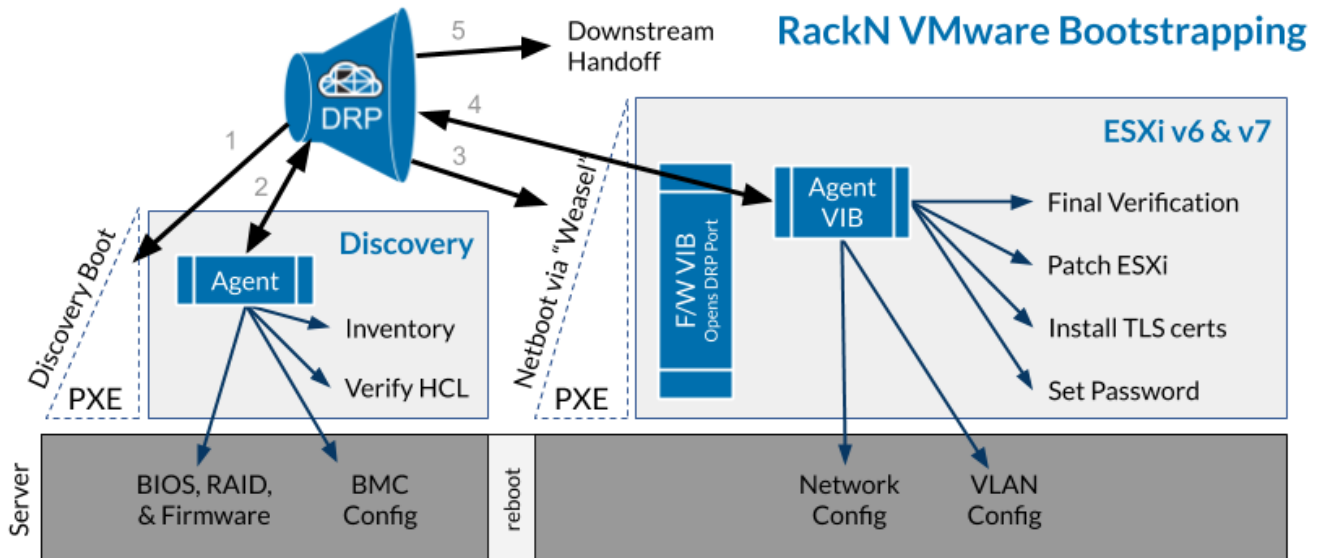 RackN VMware Bootstrapping
5
Downstream
Handoff
DRP
4
1
3
2
ESXi v6 & v7
Discovery Boot
PXE
Discovery
Agent
Inventory
Verify HCL
Netboot via "Weasel"
PXE
F/W VIB
Opens DRP Port
Agent
VIB
Final Verification
Patch ESXi
Install TLS certs
Set Password
Server
BIOS, RAID,
& Firmware
BMC
Config
reboot
Network
Config
VLAN
Config